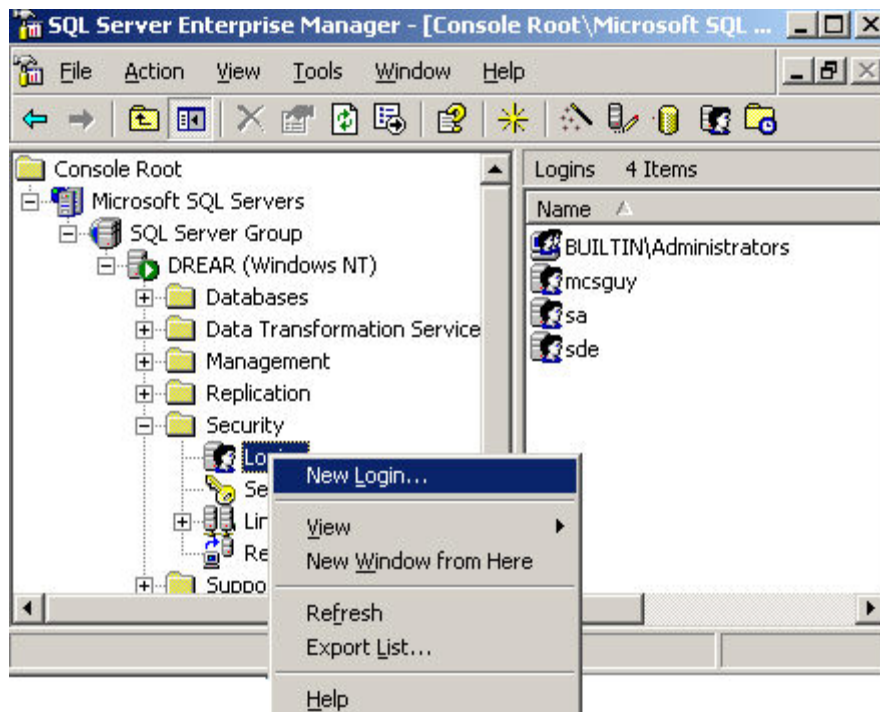 SQL Server Enterprise Manager - [Console Root\Microsoft SQL ...
File Action View Tools Window Help
Console Root
Microsoft SQL Servers
SQL Server Group
DREAR (Windows NT)
Databases
Data Transformation Service
Management
Replication
Security
Suppo
Logins 4 Items
Name
BUILTIN\Administrators
mcsguy
sa
sde
New Login...
View
New Window from Here
Refresh
Export List...
Help